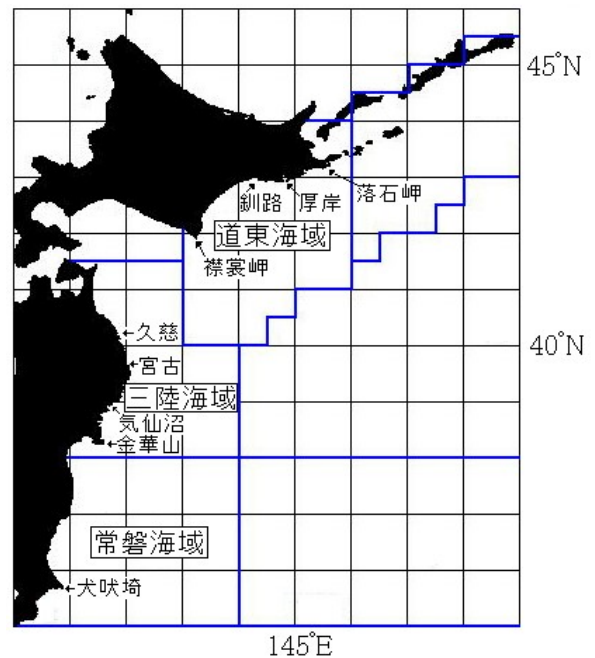 45°N
落石岬
釧路
厚岸
道東海域
襟裳岬
久慈
40°N
宮古
三陸海域
気仙沼
金華山
常磐海域
犬吠埼
145°E